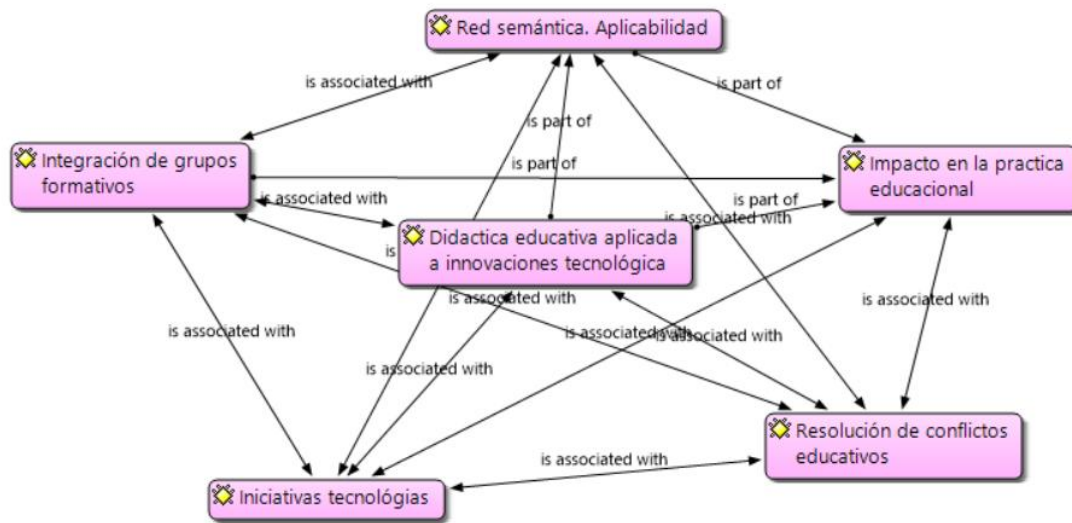 Red semántica. Aplicabilidad
is associated with
is part of
is part of
Integración de grupos
formativos
is part of
Impacto en la practica
educacional
is associated with
is part of
is associated with
Didactica educativa aplicada
a innovaciones tecnológica
is associated with
is associated with
is associated with
is associated with
is associated with
is associated with
Resolución de conflictos
educativos
is associated with
Iniciativas tecnológias